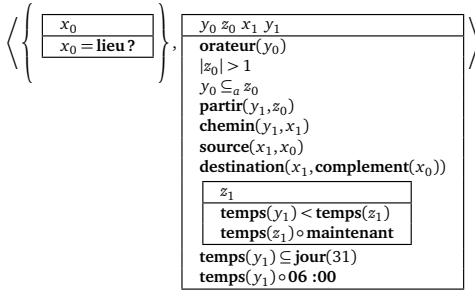 x₀
x₀ = lieu ?
,
y₀ z₀ x₁ y₁
orateur(y₀)
|z₀| > 1
y₀ ⊆ₐ z₀
partir(y₁,z₀)
chemin(y₁,x₁)
source(x₁,x₀)
destination(x₁,complement(x₀))
z₁
temps(y₁) < temps(z₁)
temps(z₁)∘maintenant
temps(y₁) ⊆ jour(31)
temps(y₁)∘06 :00